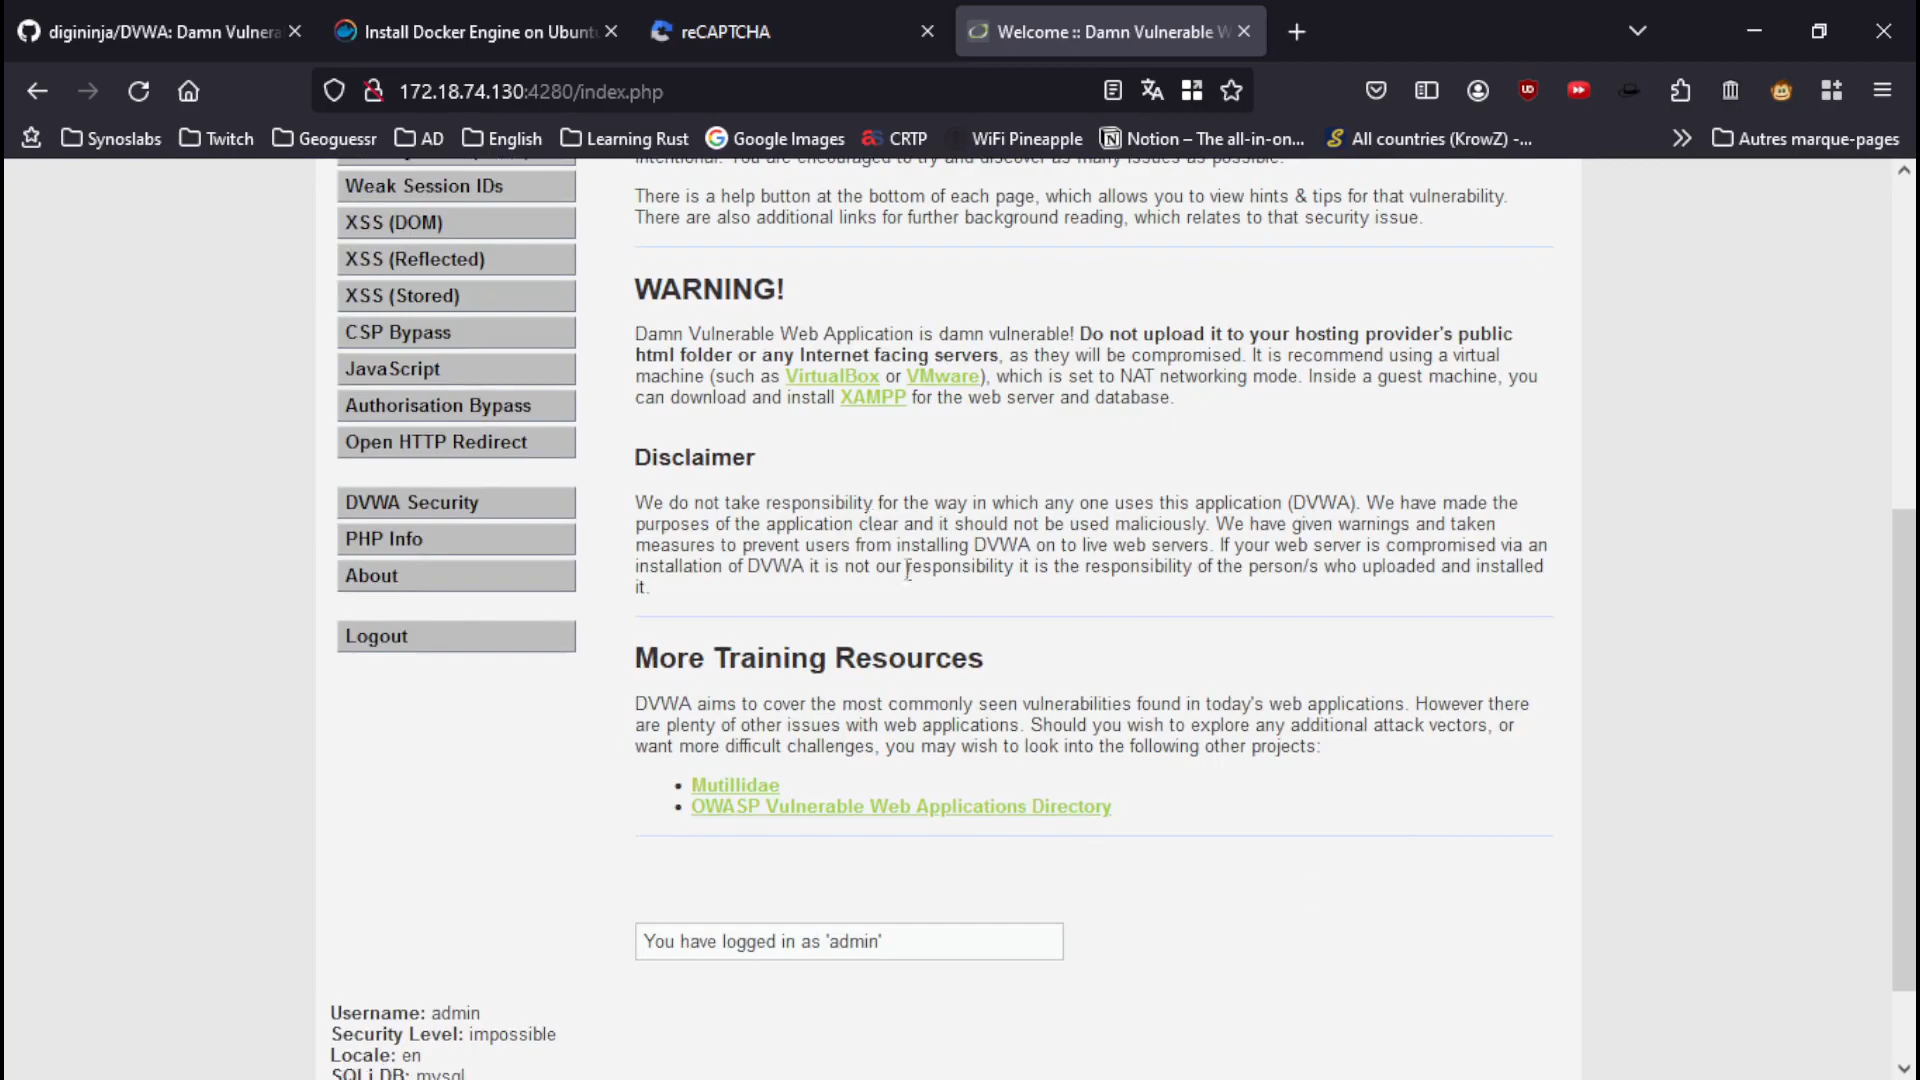 digininja/DVWA: Damn Vulnera
Install Docker Engine on Ubunt
reCAPTCHA
Welcome :: Damn Vulnerable W
172.18.74.130:4280/index.php
Synoslabs
Twitch
Geoguessr
AD
English
Learning Rust
Google Images
CRTP
WiFi Pineapple
Notion – The all-in-on...
All countries (KrowZ) -...
Autres marque-pages
Weak Session IDs
XSS (DOM)
XSS (Reflected)
XSS (Stored)
CSP Bypass
JavaScript
Authorisation Bypass
Open HTTP Redirect
DVWA Security
PHP Info
About
Logout
intentional. You are encouraged to try and discover as many issues as possible.
There is a help button at the bottom of each page, which allows you to view hints & tips for that vulnerability.
There are also additional links for further background reading, which relates to that security issue.
WARNING!
Damn Vulnerable Web Application is damn vulnerable! Do not upload it to your hosting provider's public
html folder or any Internet facing servers, as they will be compromised. It is recommend using a virtual
machine (such as VirtualBox or VMware), which is set to NAT networking mode. Inside a guest machine, you
can download and install XAMPP for the web server and database.
Disclaimer
We do not take responsibility for the way in which any one uses this application (DVWA). We have made the
purposes of the application clear and it should not be used maliciously. We have given warnings and taken
measures to prevent users from installing DVWA on to live web servers. If your web server is compromised via an
installation of DVWA it is not our responsibility it is the responsibility of the person/s who uploaded and installed
it.
More Training Resources
DVWA aims to cover the most commonly seen vulnerabilities found in today's web applications. However there
are plenty of other issues with web applications. Should you wish to explore any additional attack vectors, or
want more difficult challenges, you may wish to look into the following other projects:
• Mutillidae
• OWASP Vulnerable Web Applications Directory
You have logged in as 'admin'
Username: admin
Security Level: impossible
Locale: en
SQLi DB: mysql